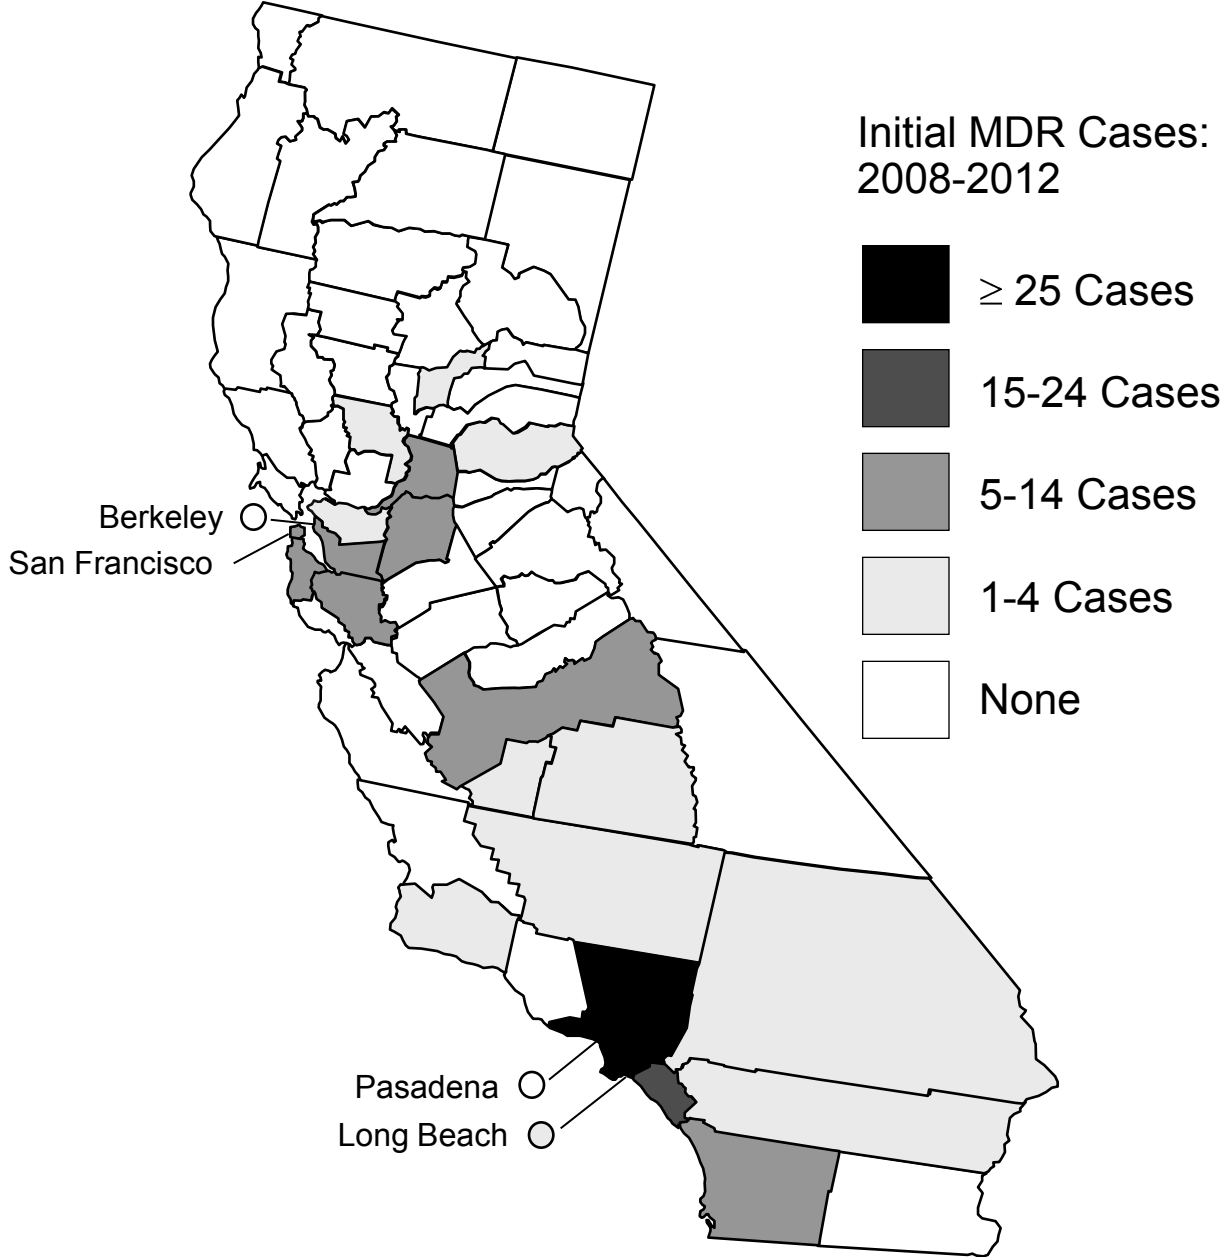 Initial MDR Cases:
2008-2012
≥ 25 Cases
15-24 Cases
5-14 Cases
1-4 Cases
None
Berkeley
San Francisco
Pasadena
Long Beach